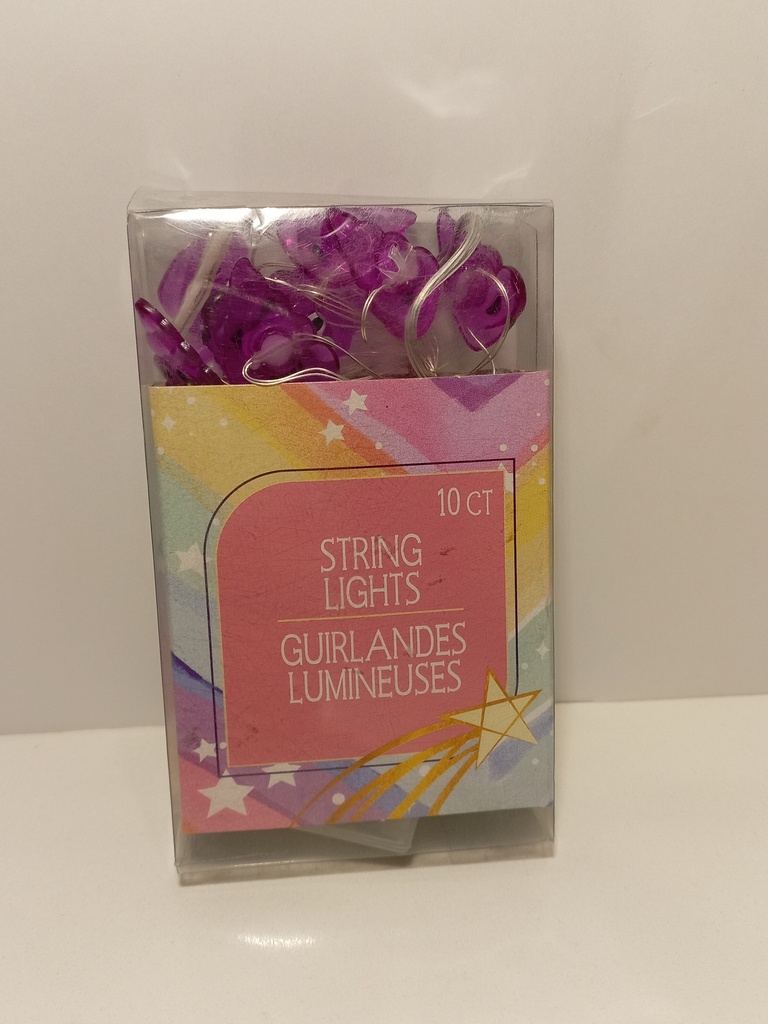 10 CT
STRING
LIGHTS
GUIRLANDES
LUMINEUSES